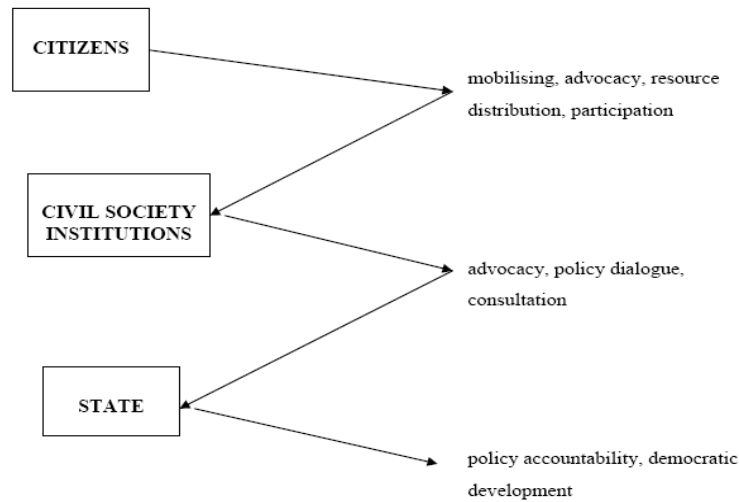 CITIZENS
mobilising, advocacy, resource
distribution, participation
CIVIL SOCIETY
INSTITUTIONS
advocacy, policy dialogue,
consultation
STATE
policy accountability, democratic
development